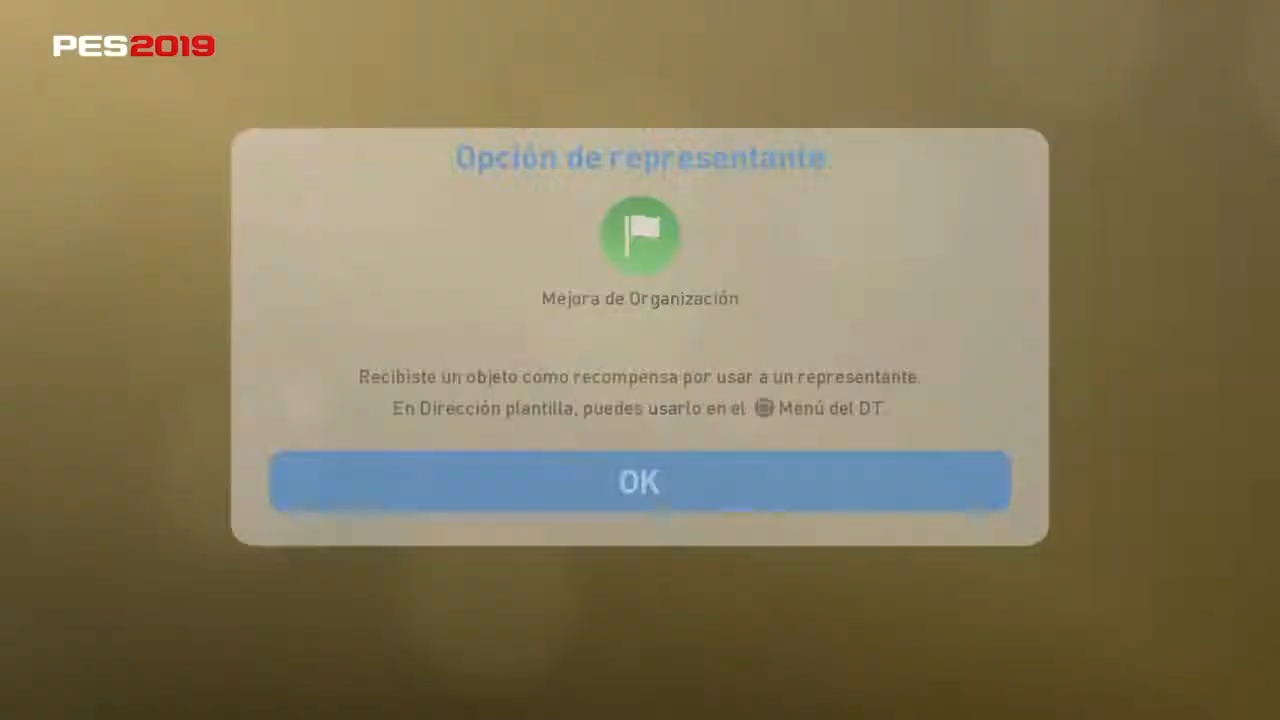 PES2019
Opción de representante
Mejora de Organización
Recibiste un objeto como recompensa por usar a un representante.
En Dirección plantilla, puedes usarlo en el Menú del DT.
OK